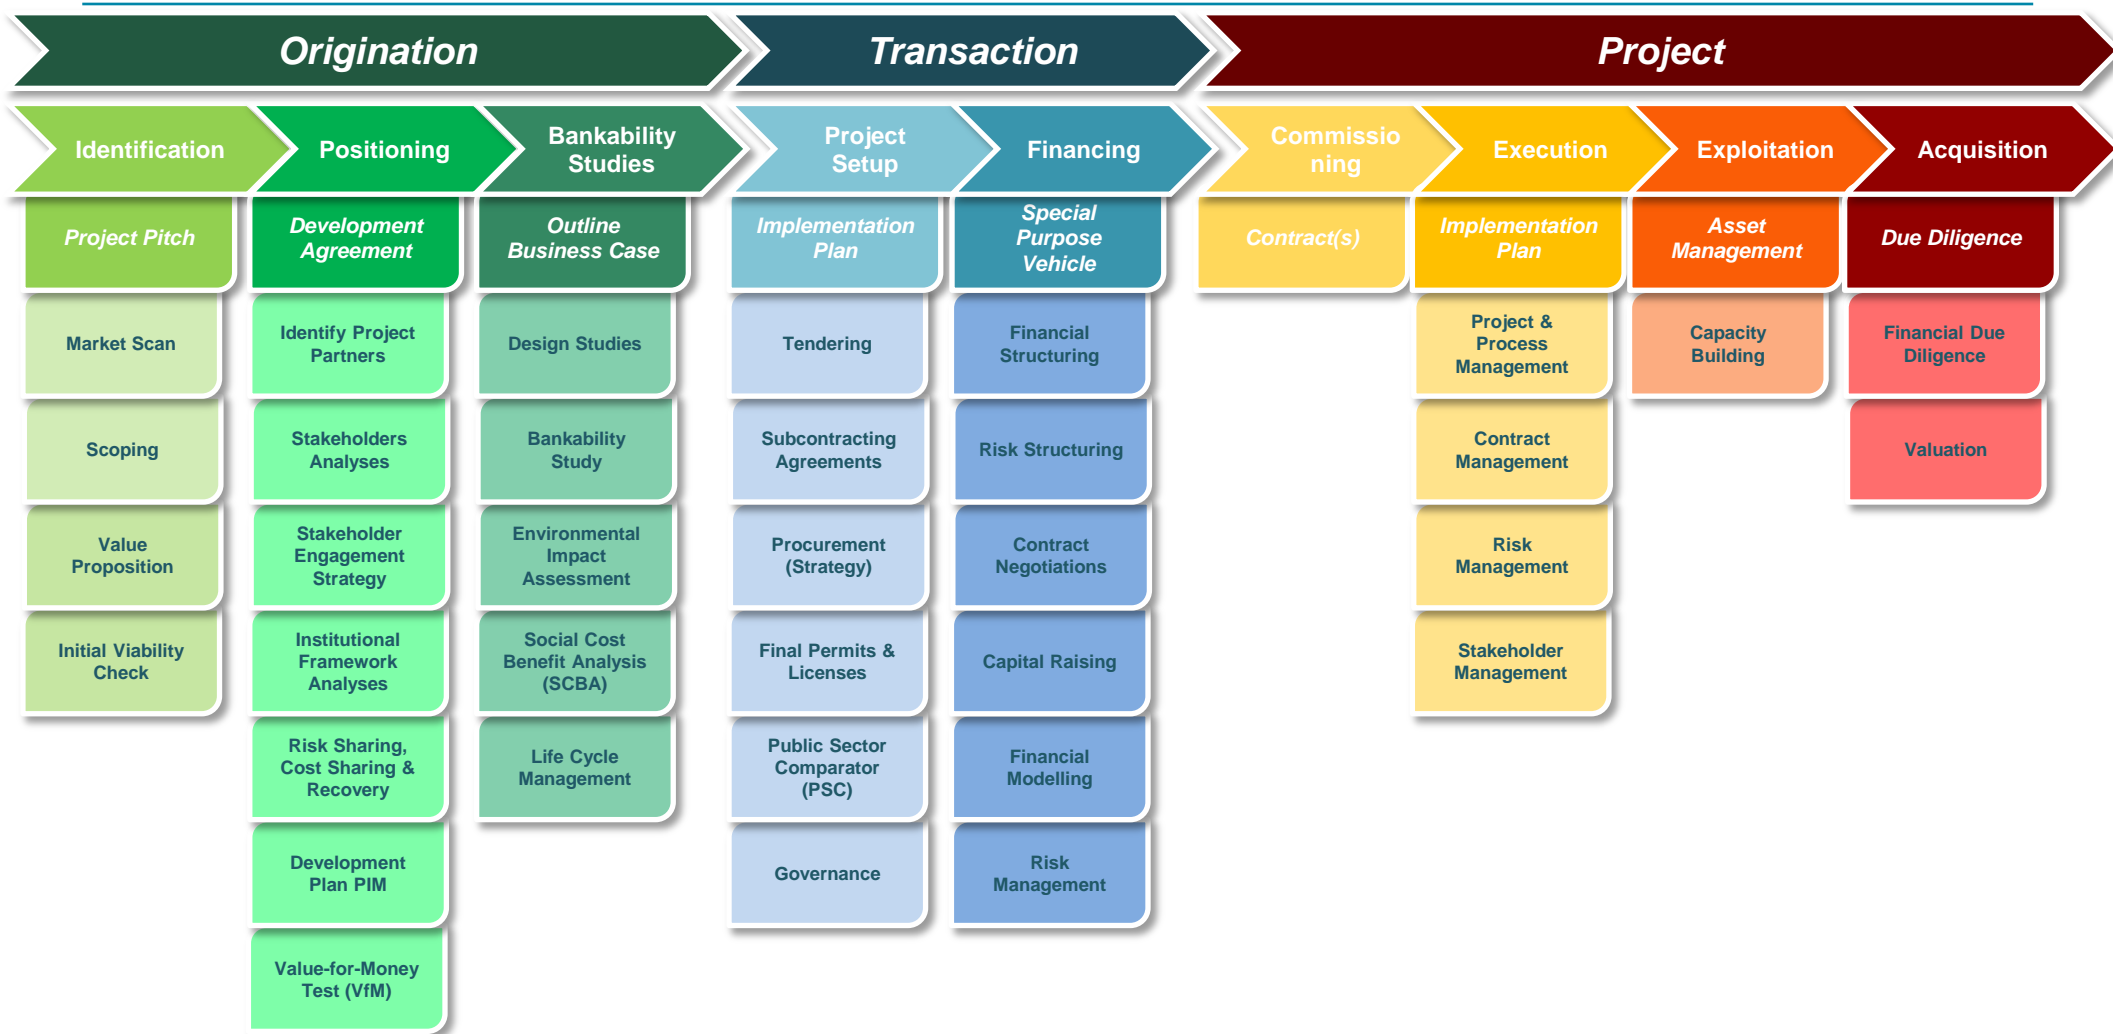 Origination
Transaction
Project
Identification
Positioning
Bankability
Studies
Project
Setup
Financing
Commissio
ning
Execution
Exploitation
Acquisition
Project Pitch
Development
Agreement
Outline
Business Case
Implementation
Plan
Special
Purpose
Vehicle
Contract(s)
Implementation
Plan
Asset
Management
Due Diligence
Market Scan
Scoping
Value
Proposition
Initial Viability
Check
Identify Project
Partners
Stakeholders
Analyses
Stakeholder
Engagement
Strategy
Institutional
Framework
Analyses
Risk Sharing,
Cost Sharing &
Recovery
Development
Plan PIM
Value-for-Money
Test (VfM)
Design Studies
Bankability
Study
Environmental
Impact
Assessment
Social Cost
Benefit Analysis
(SCBA)
Life Cycle
Management
Tendering
Subcontracting
Agreements
Procurement
(Strategy)
Final Permits &
Licenses
Public Sector
Comparator
(PSC)
Governance
Financial
Structuring
Risk Structuring
Contract
Negotiations
Capital Raising
Financial
Modelling
Risk
Management
Project &
Process
Management
Contract
Management
Risk
Management
Stakeholder
Management
Capacity
Building
Financial Due
Diligence
Valuation